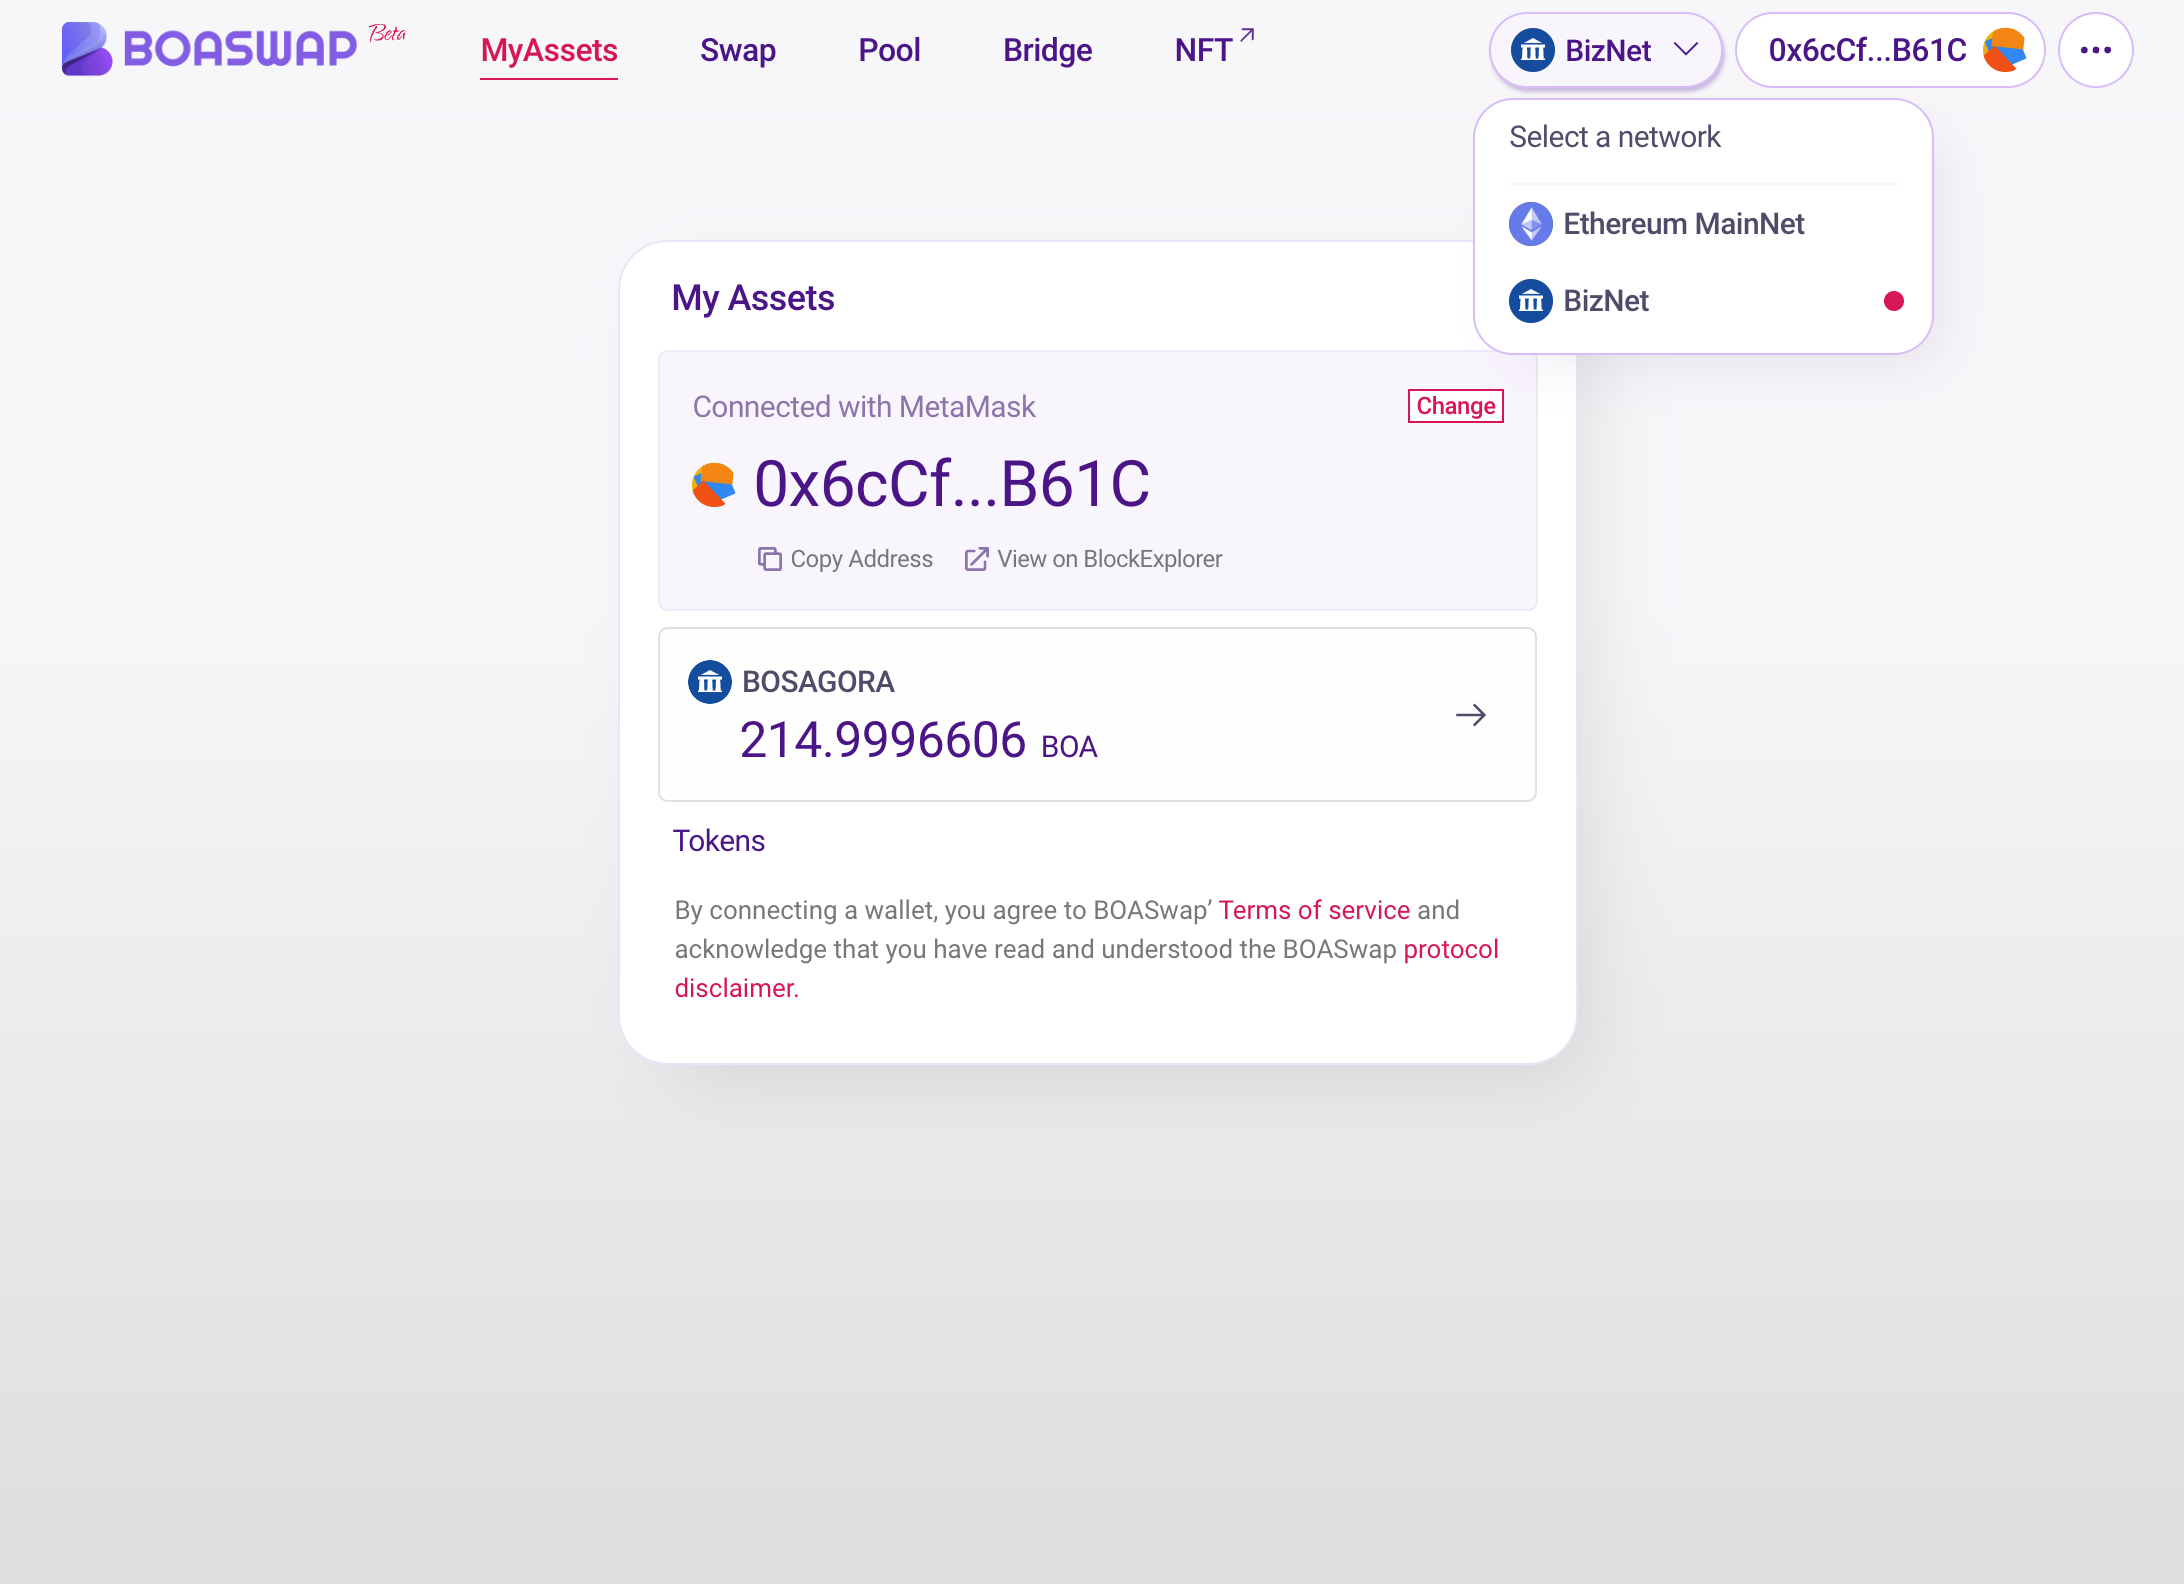 BOASWAP Beta MyAssets Swap Pool Bridge NFT BizNet 0x6cCf...B61C
Select a network
Ethereum MainNet
BizNet
My Assets
Connected with MetaMask Change
0x6cCf...B61C
Copy Address View on BlockExplorer
BOSAGORA
214.9996606 BOA
Tokens
By connecting a wallet, you agree to BOASwap’ Terms of service and
acknowledge that you have read and understood the BOASwap protocol
disclaimer.